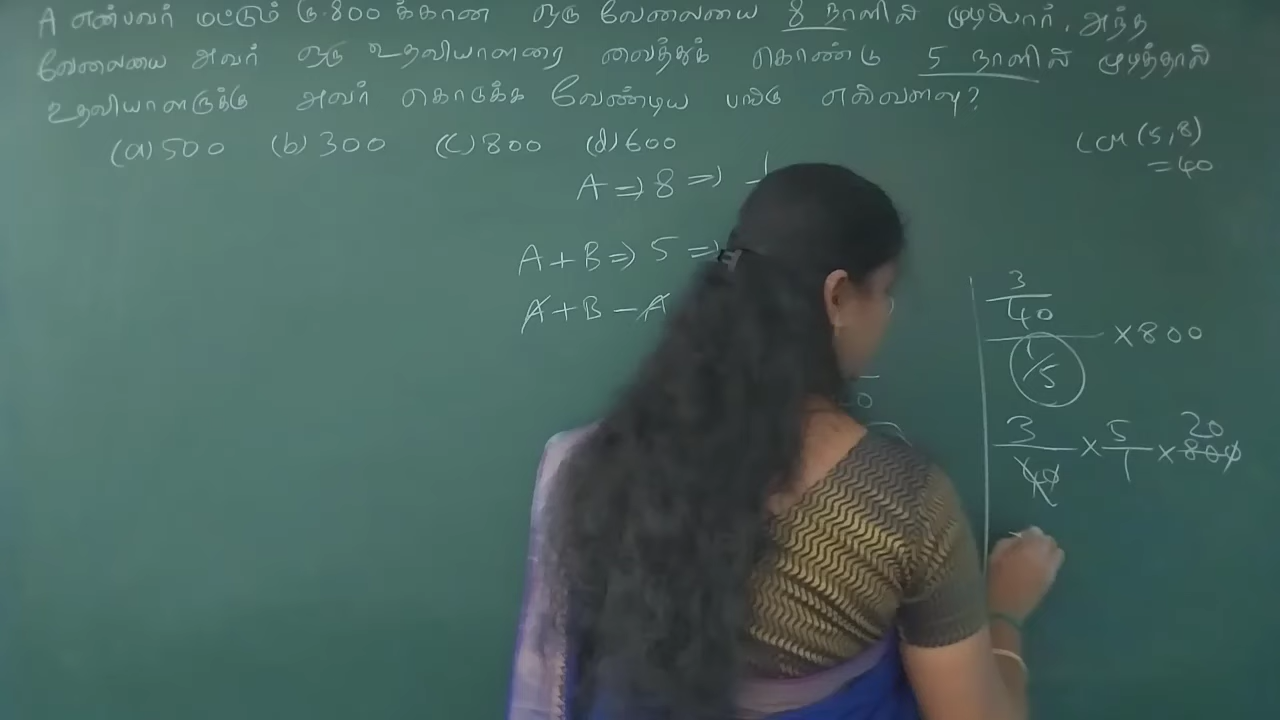 A என்பவர் மட்டும் ரூ.800 க்கான ஒரு வேலையை 8 நாளில் முடிப்பார். அந்த
வேலையை அவர் ஒரு உதவியாளரை வைத்துக் கொண்டு 5 நாளில் முடித்தால்
உதவியாளருக்கு அவர் கொடுக்க வேண்டிய பங்கு எவ்வளவு?
(a) 500 (b) 300 (c) 800 (d) 600
LCM (5,8)
= 40
A => 8 =>
A + B => 5 =>
A + B - A
3/40
1/5 × 800
3/40 × 5/1 × 800
20